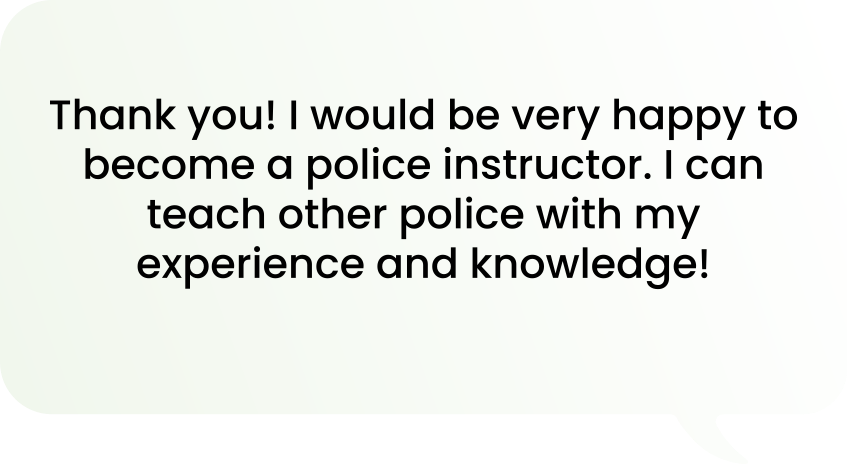 Thank you! I would be very happy to
become a police instructor. I can
teach other police with my
experience and knowledge!